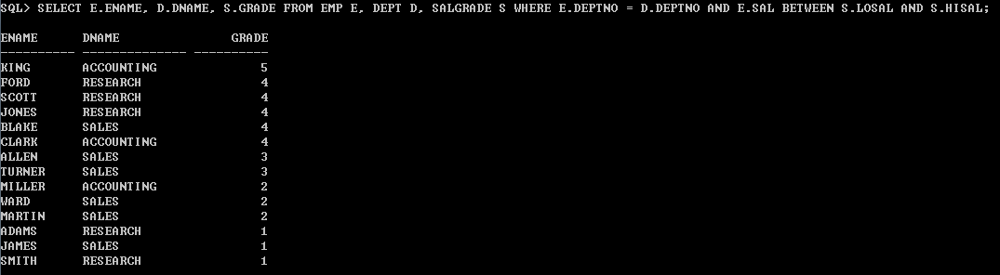 SQL> SELECT E.ENAME, D.DNAME, S.GRADE FROM EMP E, DEPT D, SALGRADE S WHERE E.DEPTNO = D.DEPTNO AND E.SAL BETWEEN S.LOSAL AND S.HISAL;
ENAME      DNAME               GRADE
---------- -------------- ----------
KING       ACCOUNTING              5
FORD       RESEARCH                4
SCOTT      RESEARCH                4
JONES      RESEARCH                4
BLAKE      SALES                   4
CLARK      ACCOUNTING              4
ALLEN      SALES                   3
TURNER     SALES                   3
MILLER     ACCOUNTING              2
WARD       SALES                   2
MARTIN     SALES                   2
ADAMS      RESEARCH                1
JAMES      SALES                   1
SMITH      RESEARCH                1